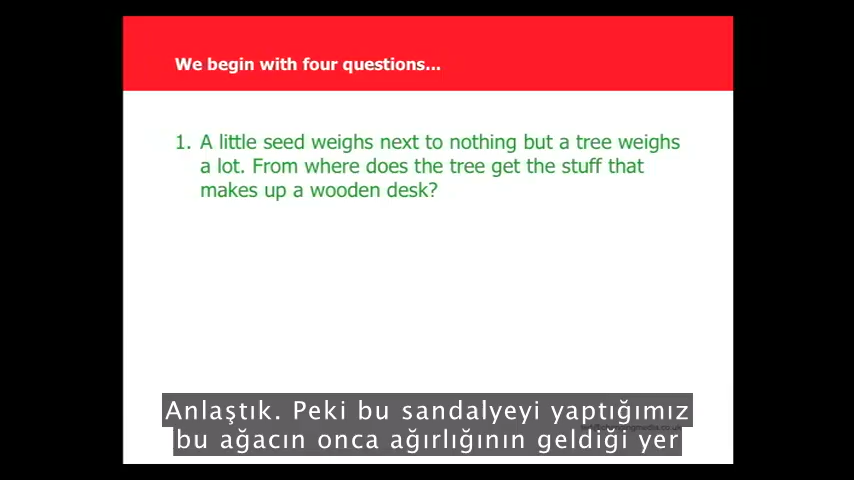 We begin with four questions...
1. A little seed weighs next to nothing but a tree weighs
a lot. From where does the tree get the stuff that
makes up a wooden desk?
Anlaştık. Peki bu sandalyeyi yaptığımız
bu ağacın onca ağırlığının geldiği yer